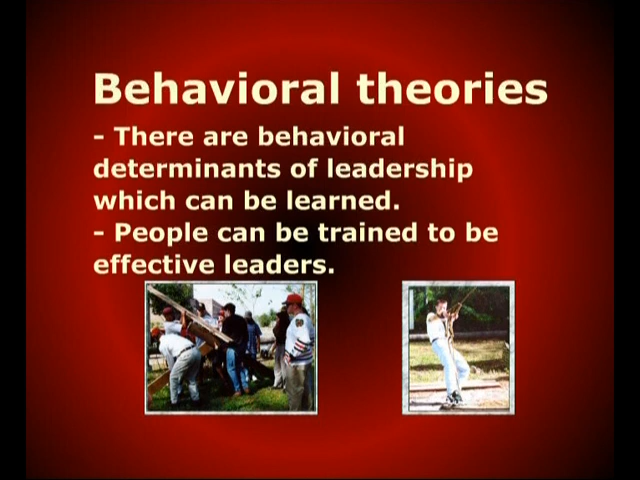 Behavioral theories
- There are behavioral
determinants of leadership
which can be learned.
- People can be trained to be
effective leaders.